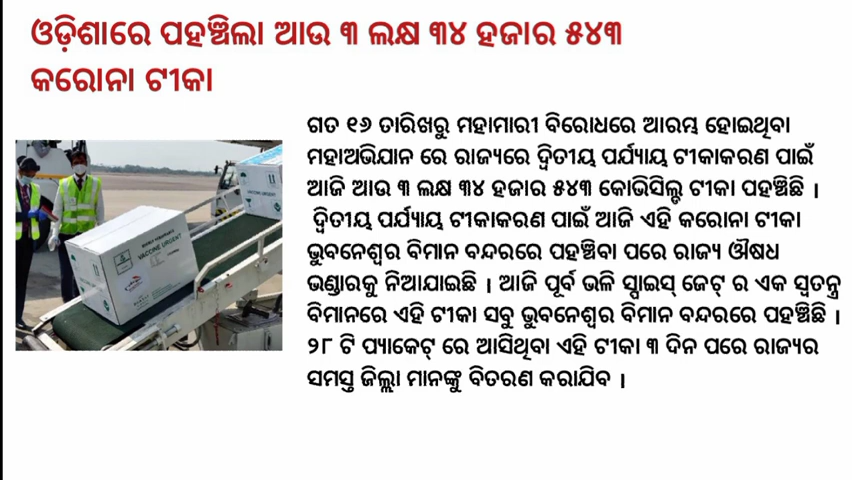 ଓଡ଼ିଶାରେ ପହଞ୍ଚିଲା ଆଉ ୩ ଲକ୍ଷ ୩୪ ହଜାର ୫୪୩
କରୋନା ଟୀକା
ଗତ ୧୬ ତାରିଖରୁ ମହାମାରୀ ବିରୋଧରେ ଆରମ୍ଭ ହୋଇଥିବା
ମହାଅଭିଯାନ ରେ ରାଜ୍ୟରେ ଦ୍ୱିତୀୟ ପର୍ଯ୍ୟାୟ ଟୀକାକରଣ ପାଇଁ
ଆଜି ଆଉ ୩ ଲକ୍ଷ ୩୪ ହଜାର ୫୪୩ କୋଭିସିଲ୍ଡ ଟୀକା ପହଞ୍ଚିଛି ।
ଦ୍ୱିତୀୟ ପର୍ଯ୍ୟାୟ ଟୀକାକରଣ ପାଇଁ ଆଜି ଏହି କରୋନା ଟୀକା
ଭୁବନେଶ୍ୱର ବିମାନ ବନ୍ଦରରେ ପହଞ୍ଚିବା ପରେ ରାଜ୍ୟ ଔଷଧ
ଭଣ୍ଡାରକୁ ନିଆଯାଇଛି । ଆଜି ପୂର୍ବ ଭଳି ସ୍ପାଇସ୍ ଜେଟ୍ ର ଏକ ସ୍ୱତନ୍ତ୍ର
ବିମାନରେ ଏହି ଟୀକା ସବୁ ଭୁବନେଶ୍ୱର ବିମାନ ବନ୍ଦରରେ ପହଞ୍ଚିଛି ।
୨୮ ଟି ପ୍ୟାକେଟ୍ ରେ ଆସିଥିବା ଏହି ଟୀକା ୩ ଦିନ ପରେ ରାଜ୍ୟର
ସମସ୍ତ ଜିଲ୍ଲା ମାନଙ୍କୁ ବିତରଣ କରାଯିବ ।
VACCINE URGENT